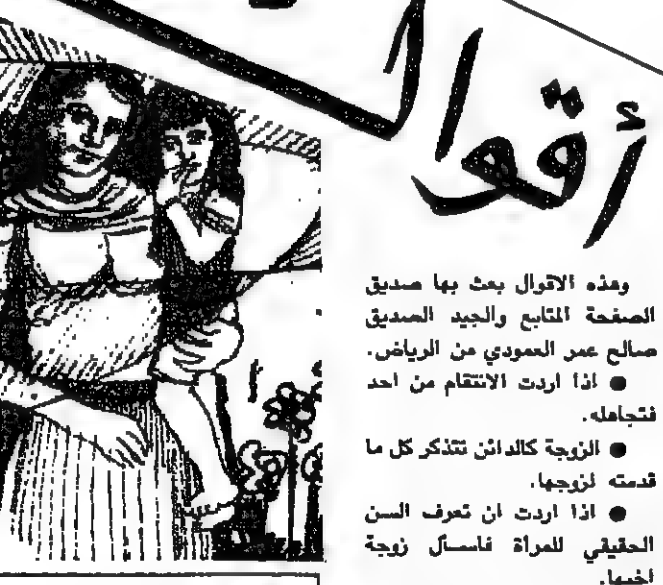 أقوال
وهذه الاقوال بعث بها صديق
الصفحة المتابع والجيد الصديق
صالح عمر العمودي من الرياض.
● اذا اردت الانتقام من احد
فتجاهله.
● الزوجة كالدائن تتذكر كل ما
قدمته لزوجها.
● اذا اردت ان تعرف السن
الحقيقي للمرأة فاسأل زوجة
اخيها.